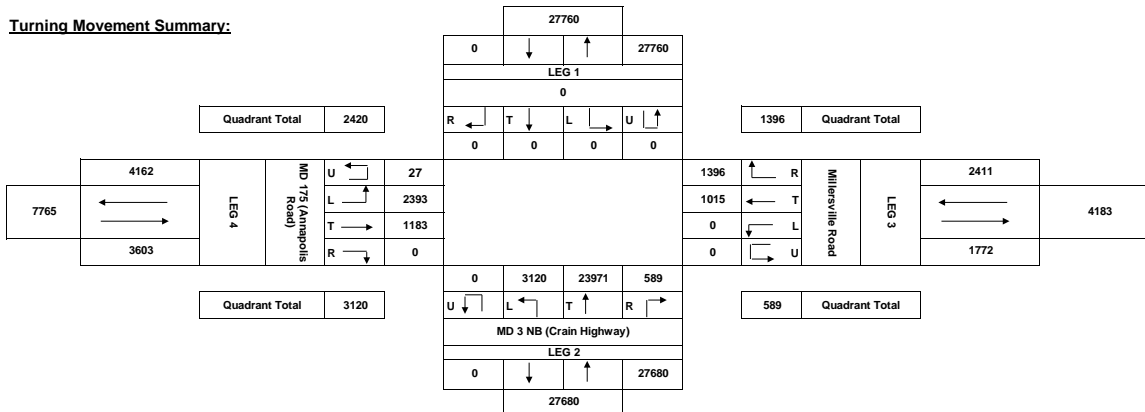 Turning Movement Summary:
27760
0 27760
LEG 1
0
Quadrant Total 2420
R T L U
1396 Quadrant Total
0 0 0 0
4162
U 27
1396 R
2411
7765
LEG 4
MD 175 (Annapolis Road)
L 2393
1015 T
Millersville Road
LEG 3
4183
T 1183
0 L
3603
R 0
0 U
1772
0 3120 23971 589
Quadrant Total 3120
U L T R
589 Quadrant Total
MD 3 NB (Crain Highway)
LEG 2
0 27680
27680